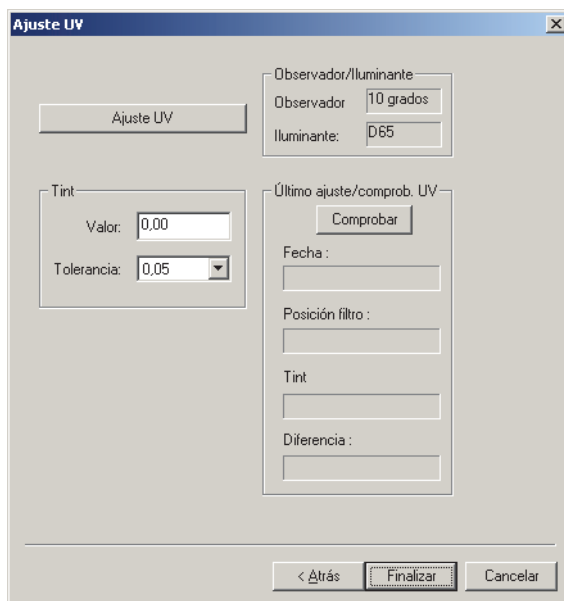 Ajuste UV
Ajuste UV
Observador/Iluminante
Observador 10 grados
Iluminante: D65
Tint
Valor: 0,00
Tolerancia: 0,05
Último ajuste/comprob. UV
Comprobar
Fecha :
Posición filtro :
Tint
Diferencia :
< Atrás Finalizar Cancelar